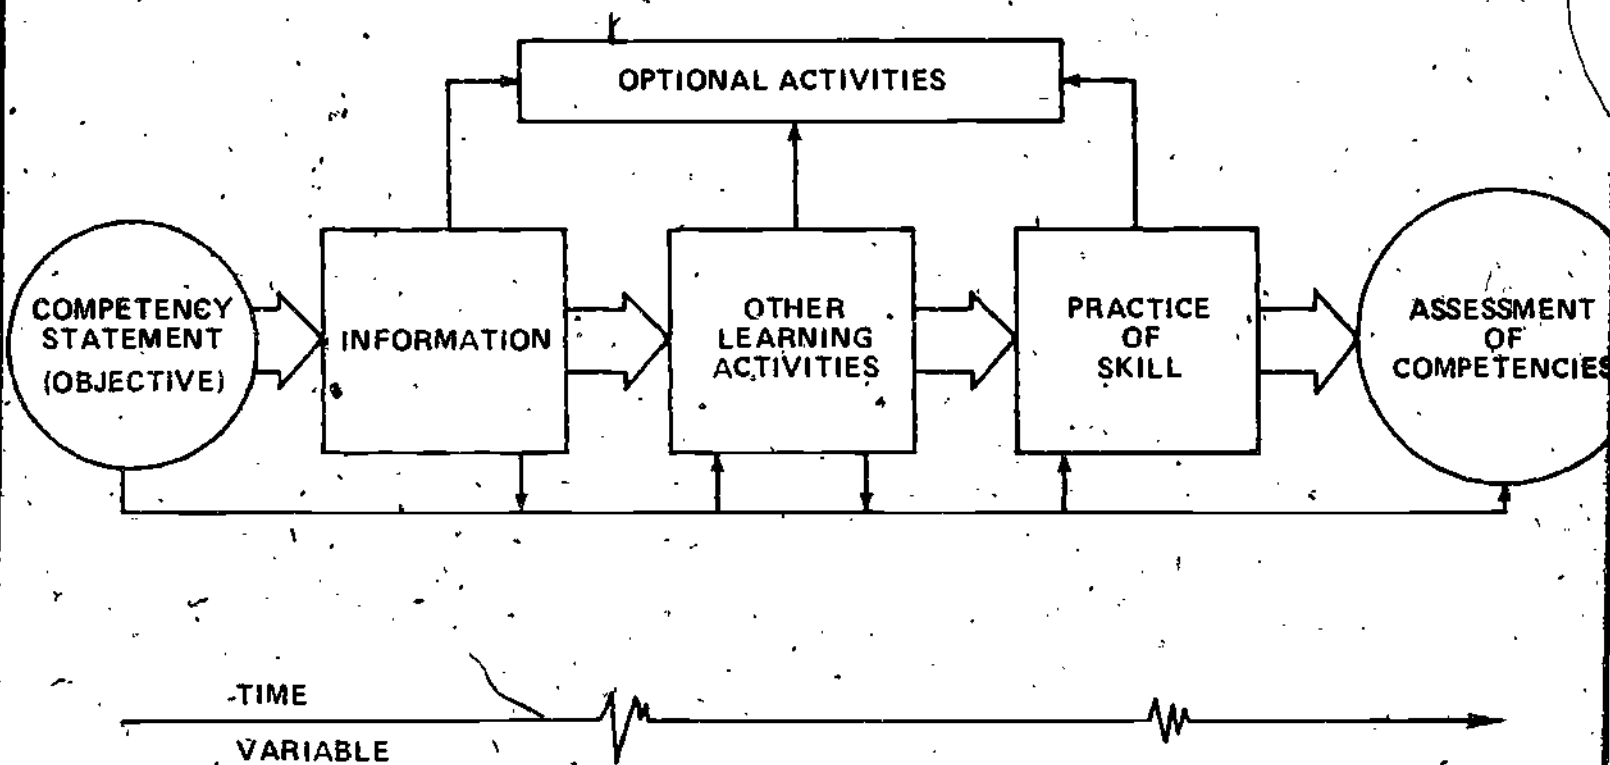 OPTIONAL ACTIVITIES
COMPETENCY
STATEMENT
(OBJECTIVE)
INFORMATION
OTHER
LEARNING
ACTIVITIES
PRACTICE
OF
SKILL
ASSESSMENT
OF
COMPETENCIES
TIME
VARIABLE